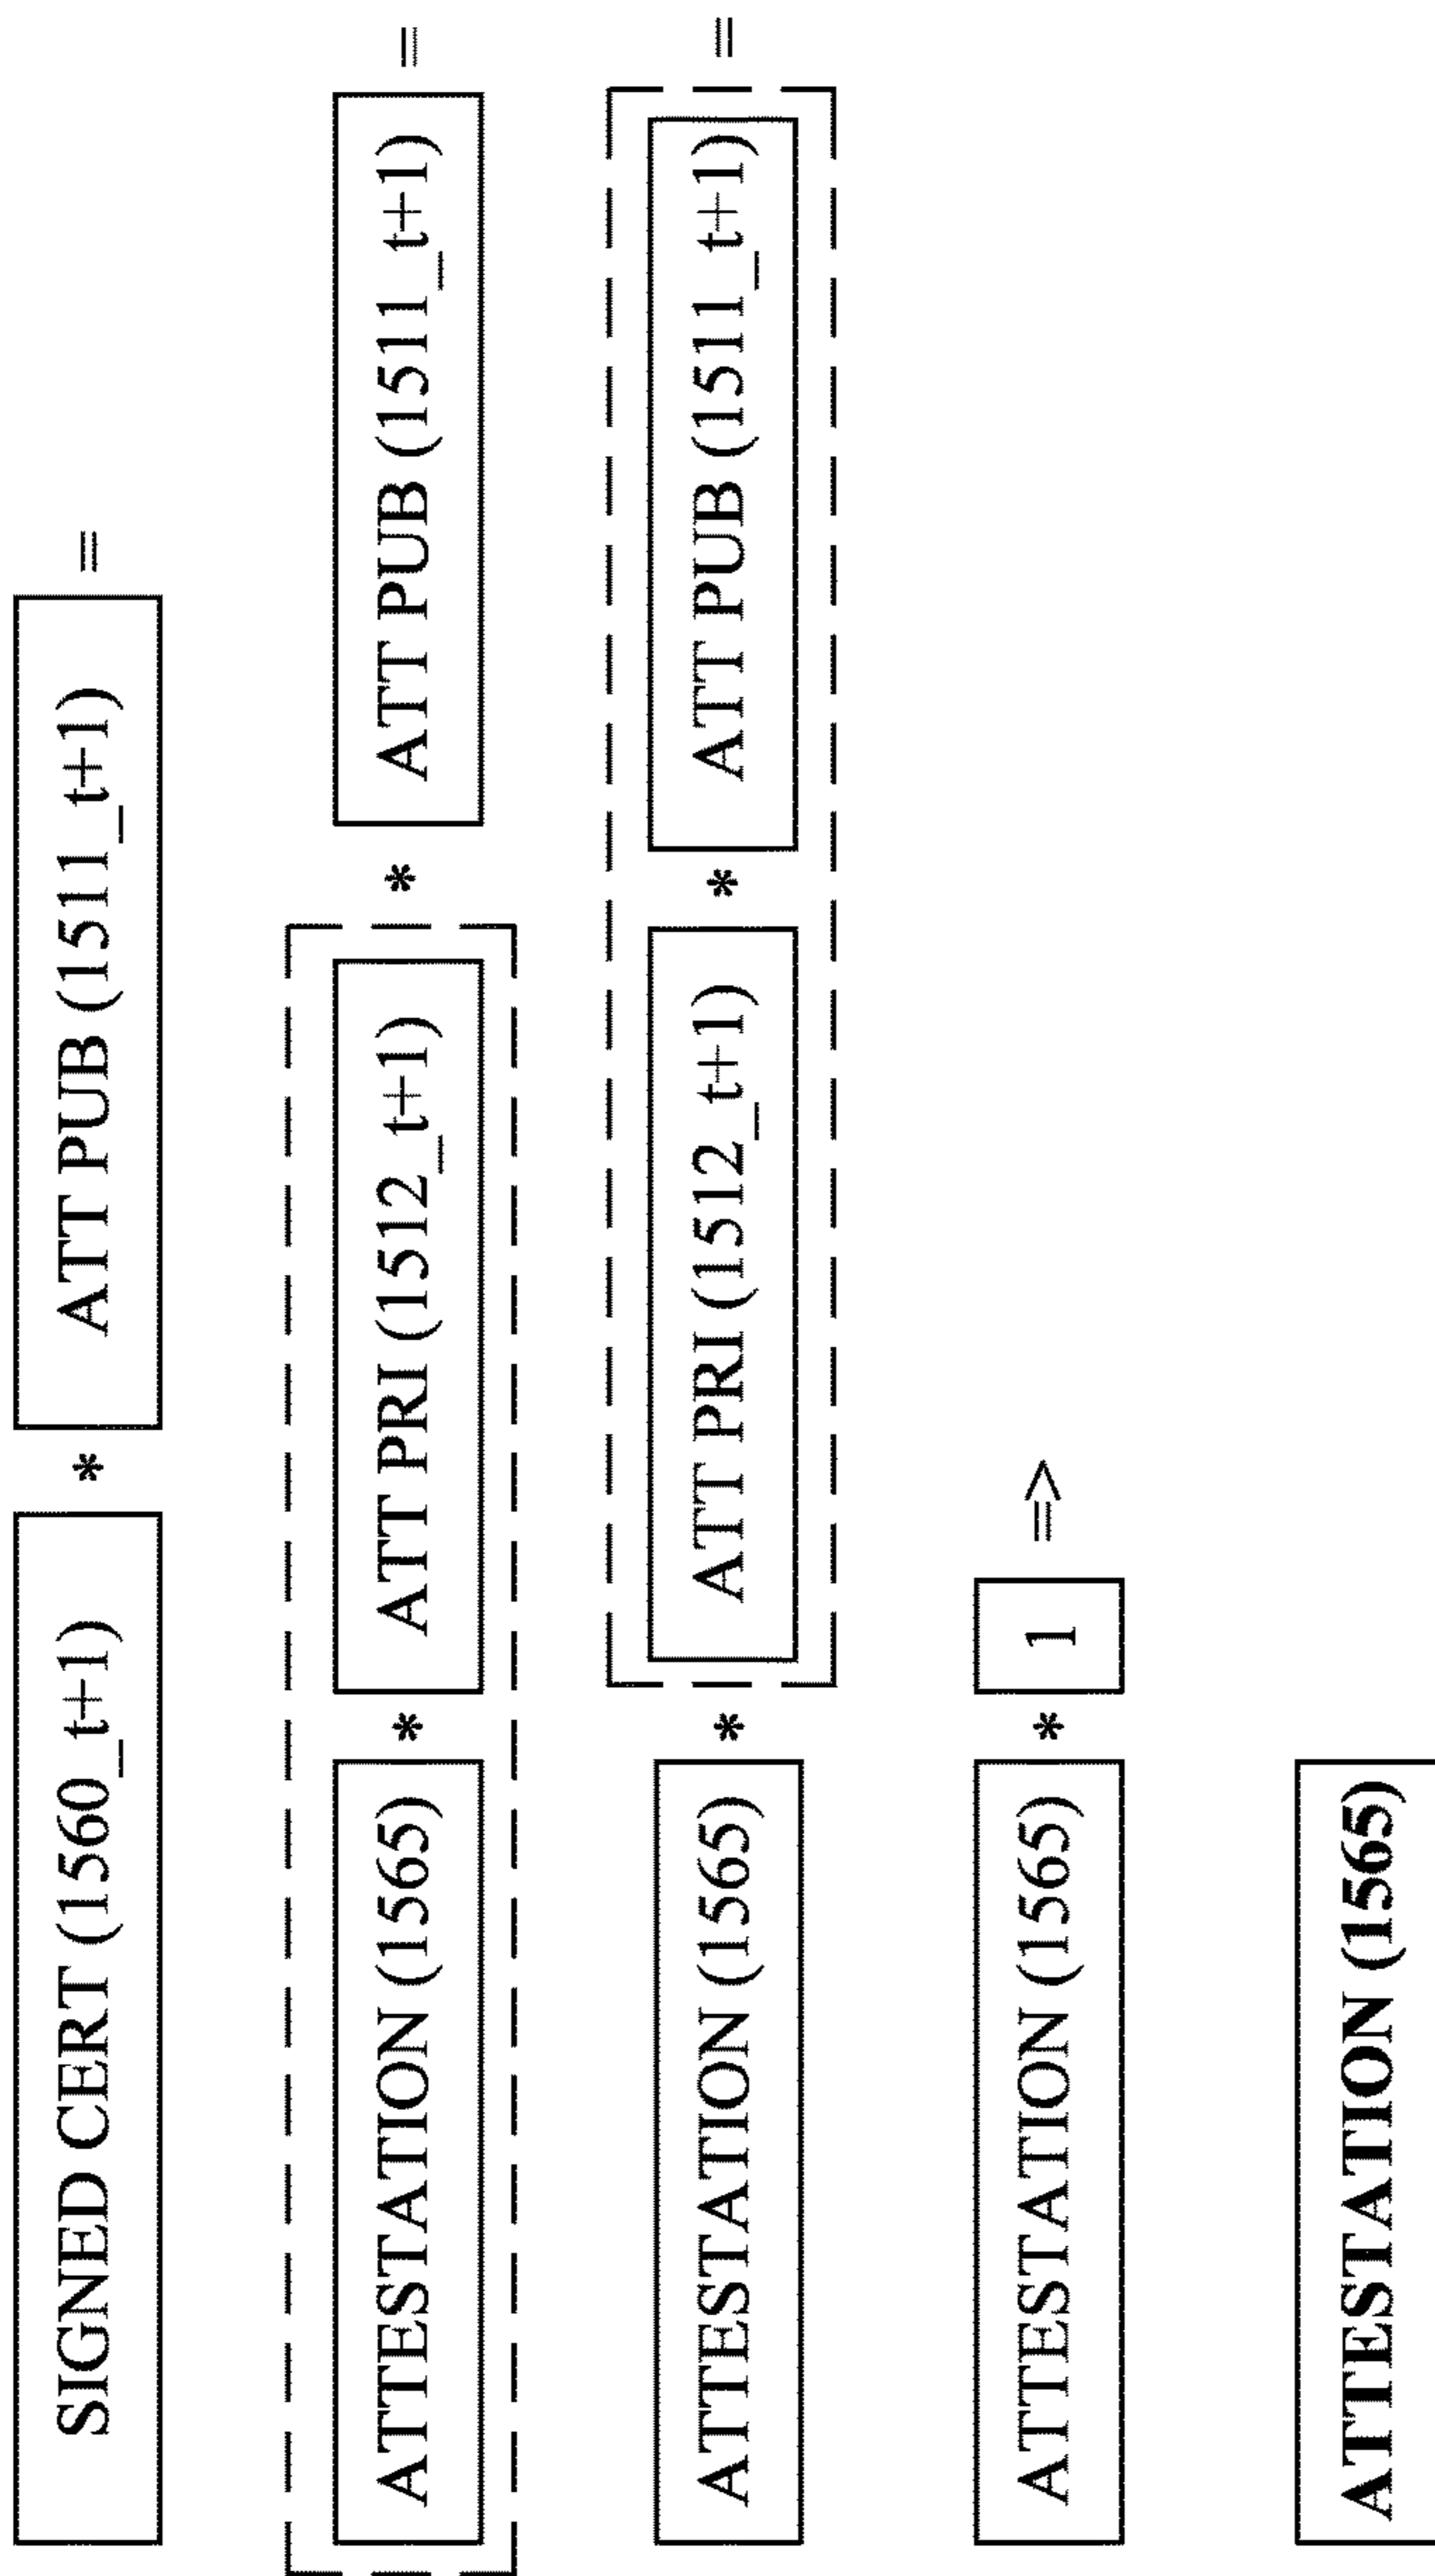 SIGNED CERT (1560_t+1) * ATT PUB (1511_t+1) =
ATTESTATION (1565) * ATT PRI (1512_t+1) * ATT PUB (1511_t+1) =
ATTESTATION (1565) * ATT PRI (1512_t+1) * ATT PUB (1511_t+1) =
ATTESTATION (1565) * 1 =>
ATTESTATION (1565)